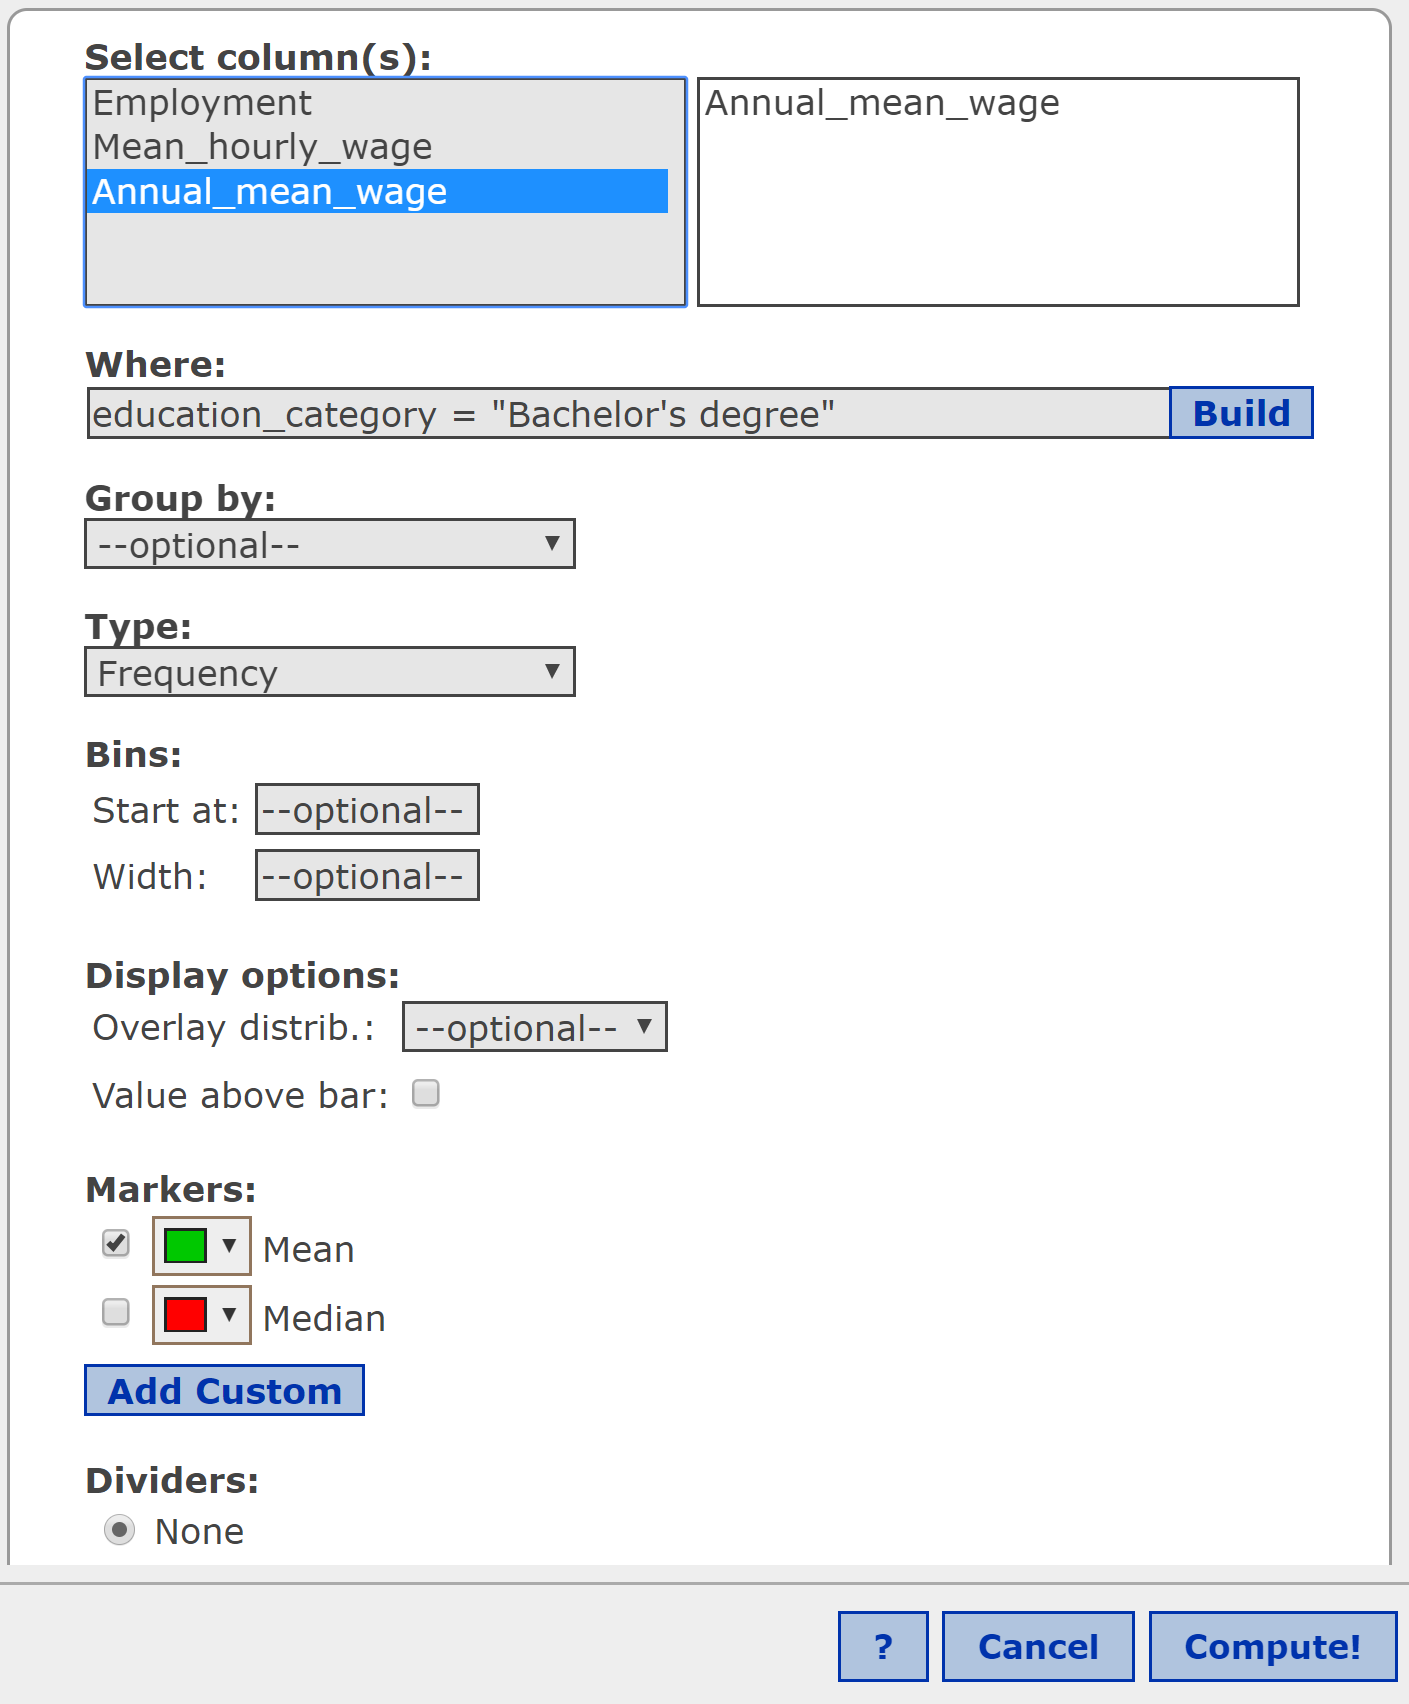 Select column(s):
Employment
Mean_hourly_wage
Annual_mean_wage
Annual_mean_wage
Where:
education_category = "Bachelor's degree"
Build
Group by:
--optional--
Type:
Frequency
Bins:
Start at: --optional--
Width: --optional--
Display options:
Overlay distrib.: --optional--
Value above bar:
Markers:
Mean
Median
Add Custom
Dividers:
None
? Cancel Compute!